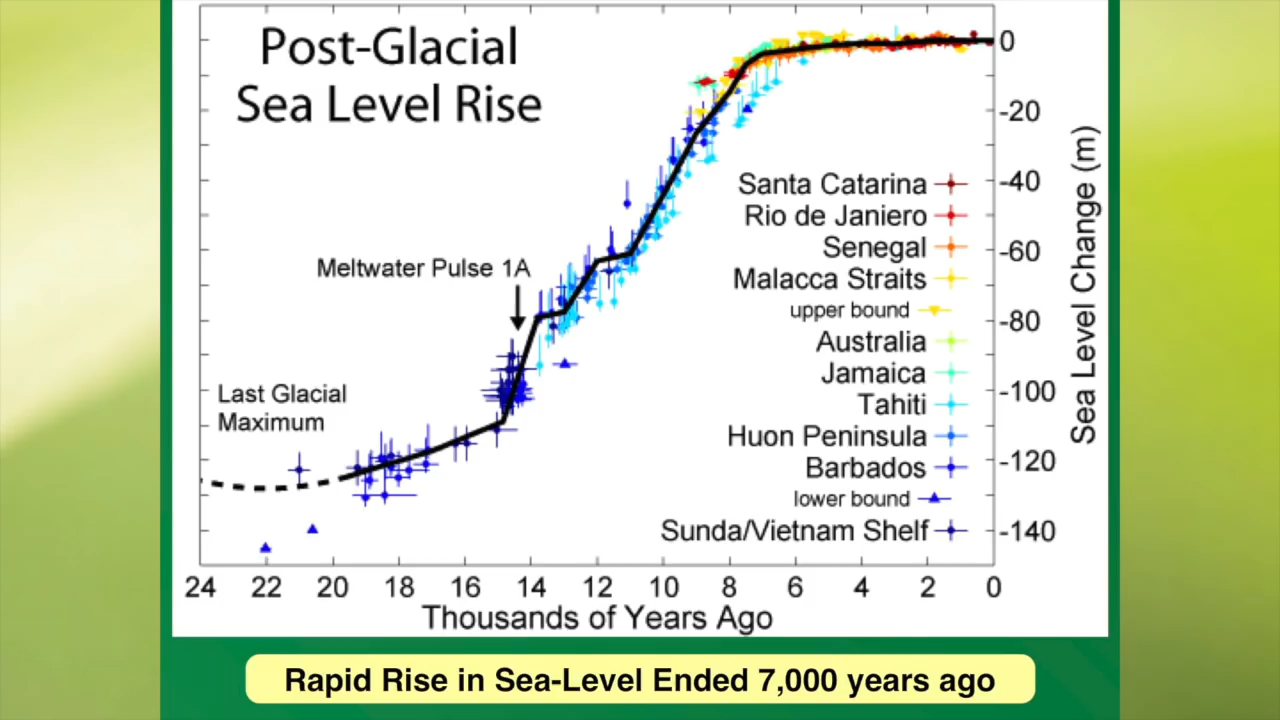 Post-Glacial
Sea Level Rise
0
-20
-40
-60
-80
-100
-120
-140
Sea Level Change (m)
Santa Catarina
Rio de Janiero
Senegal
Malacca Straits
upper bound
Australia
Jamaica
Tahiti
Huon Peninsula
Barbados
lower bound
Sunda/Vietnam Shelf
Meltwater Pulse 1A
Last Glacial
Maximum
24 22 20 18 16 14 12 10 8 6 4 2 0
Thousands of Years Ago
Rapid Rise in Sea-Level Ended 7,000 years ago